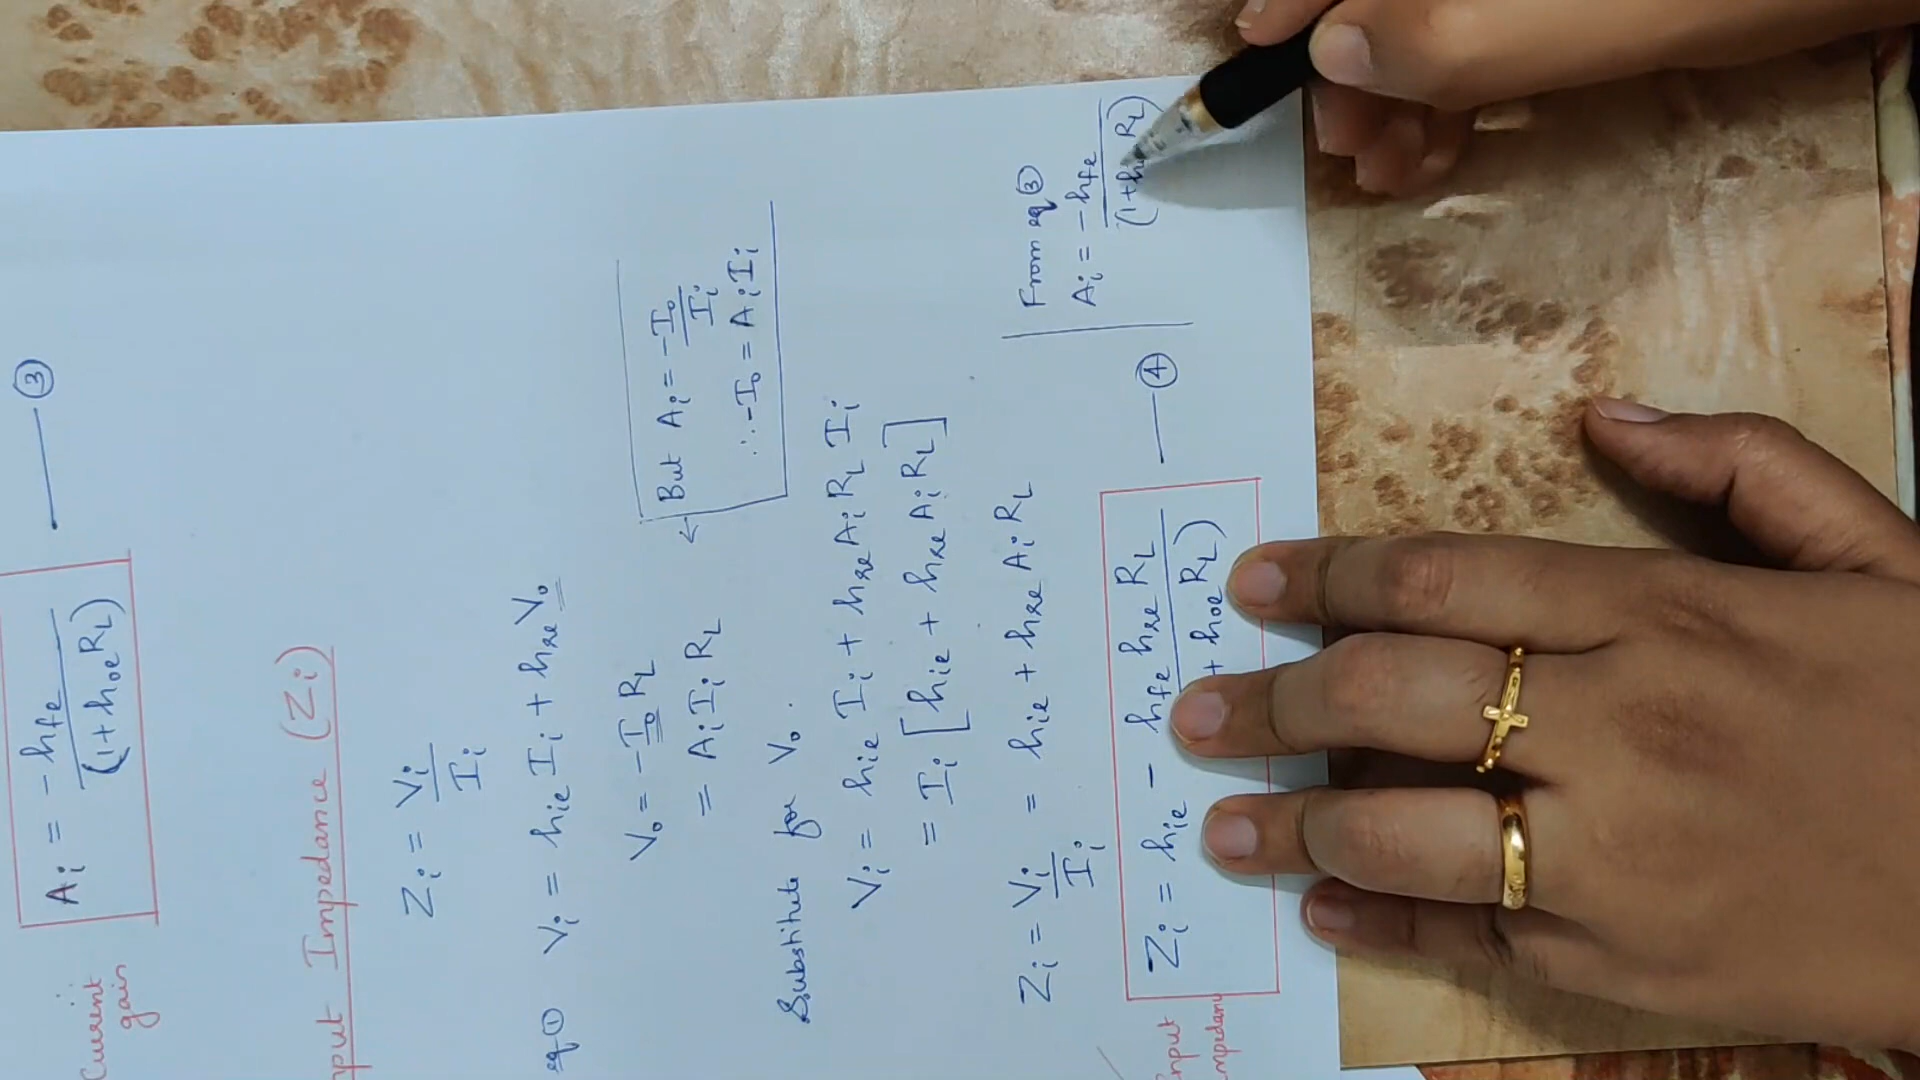 Current gain ∴ Ai = -hfe / (1 + hoe RL) —— ③
Input Impedance (Zi)
Zi = Vi / Ii
eq ① Vi = hie Ii + hre Vo
Vo = -Io RL
= Ai Ii RL
← But Ai = -Io / Ii
∴ -Io = Ai Ii
Substitute for Vo.
Vi = hie Ii + hre Ai RL Ii
= Ii [hie + hre Ai RL]
Zi = Vi / Ii = hie + hre Ai RL
From eq ③
Ai = -hfe / (1 + h RL)
Input Impedanc Zi = hie - hfe hre RL / + hoe RL) —— ④